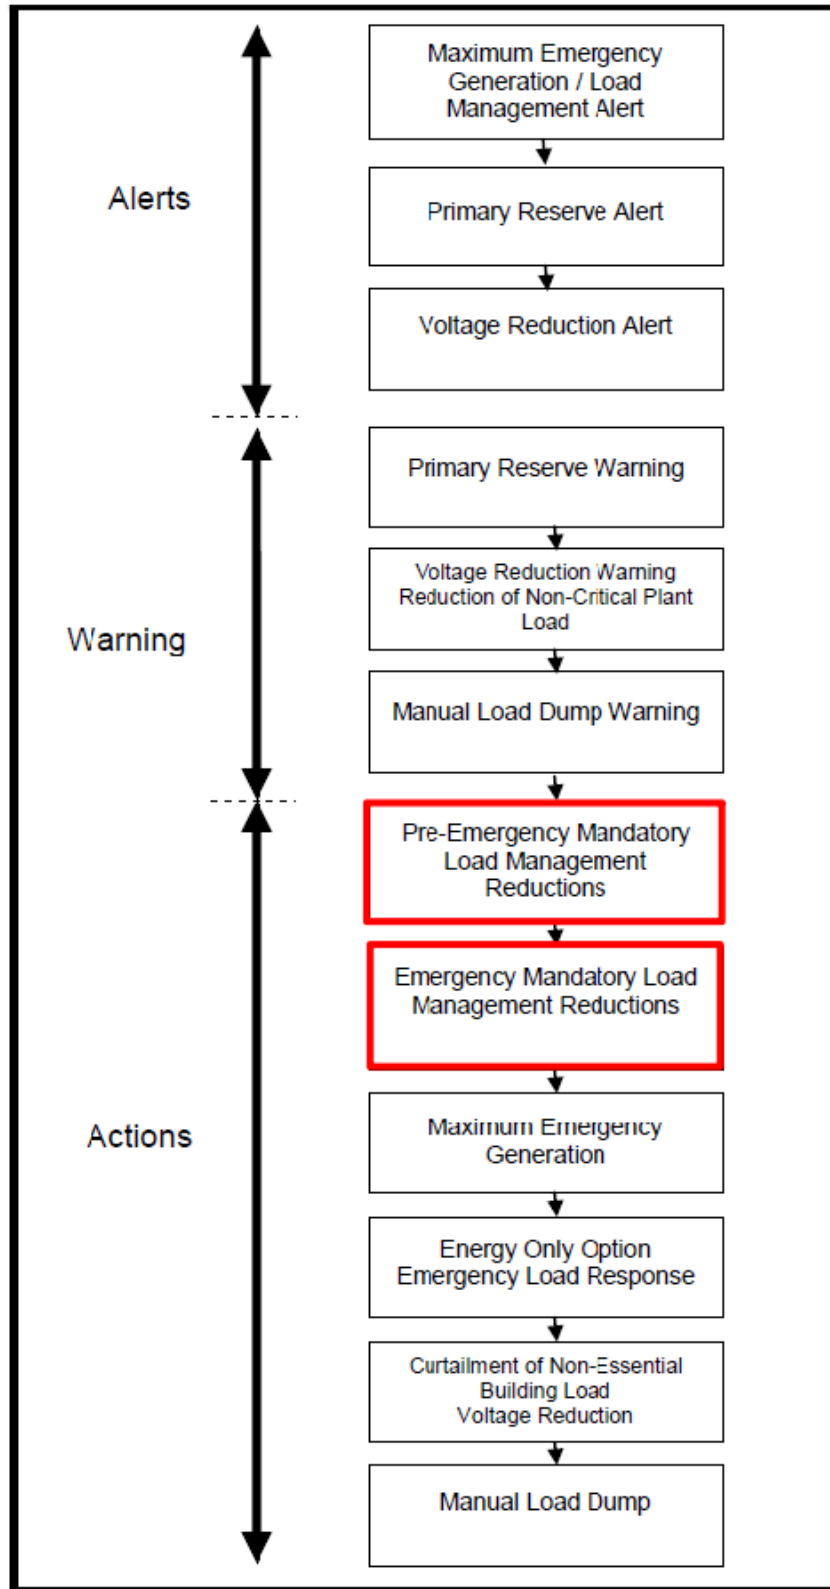 Alerts
Maximum Emergency
Generation / Load
Management Alert
Primary Reserve Alert
Voltage Reduction Alert
Warning
Primary Reserve Warning
Voltage Reduction Warning
Reduction of Non-Critical Plant
Load
Manual Load Dump Warning
Actions
Pre-Emergency Mandatory
Load Management
Reductions
Emergency Mandatory Load
Management Reductions
Maximum Emergency
Generation
Energy Only Option
Emergency Load Response
Curtailment of Non-Essential
Building Load
Voltage Reduction
Manual Load Dump